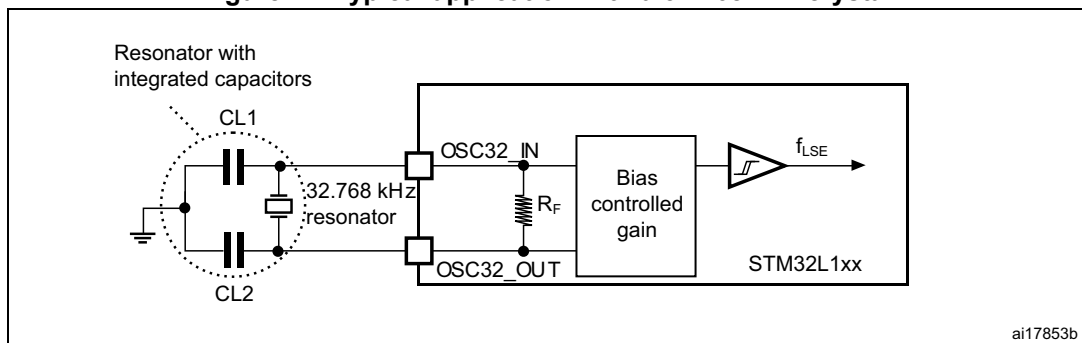 Resonator with
integrated capacitors
CL1
OSC32_IN
fLSE
32.768 kHz
resonator
RF
Bias
controlled
gain
OSC32_OUT
STM32L1xx
CL2
ai17853b